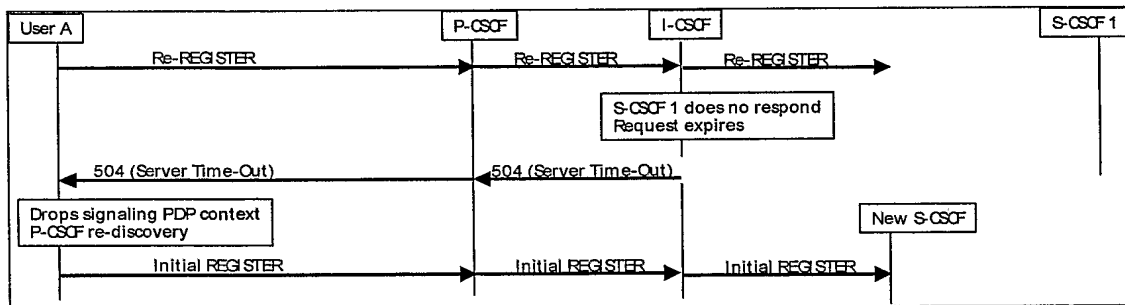 User A
P-CSCF
I-CSCF
S-CSCF 1
Re-REGISTER
Re-REGISTER
Re-REGISTER
S-CSCF 1 does no respond
Request expires
504 (Server Time-Out)
504 (Server Time-Out)
Drops signaling PDP context
P-CSCF re-discovery
New S-CSCF
Initial REGISTER
Initial REGISTER
Initial REGISTER